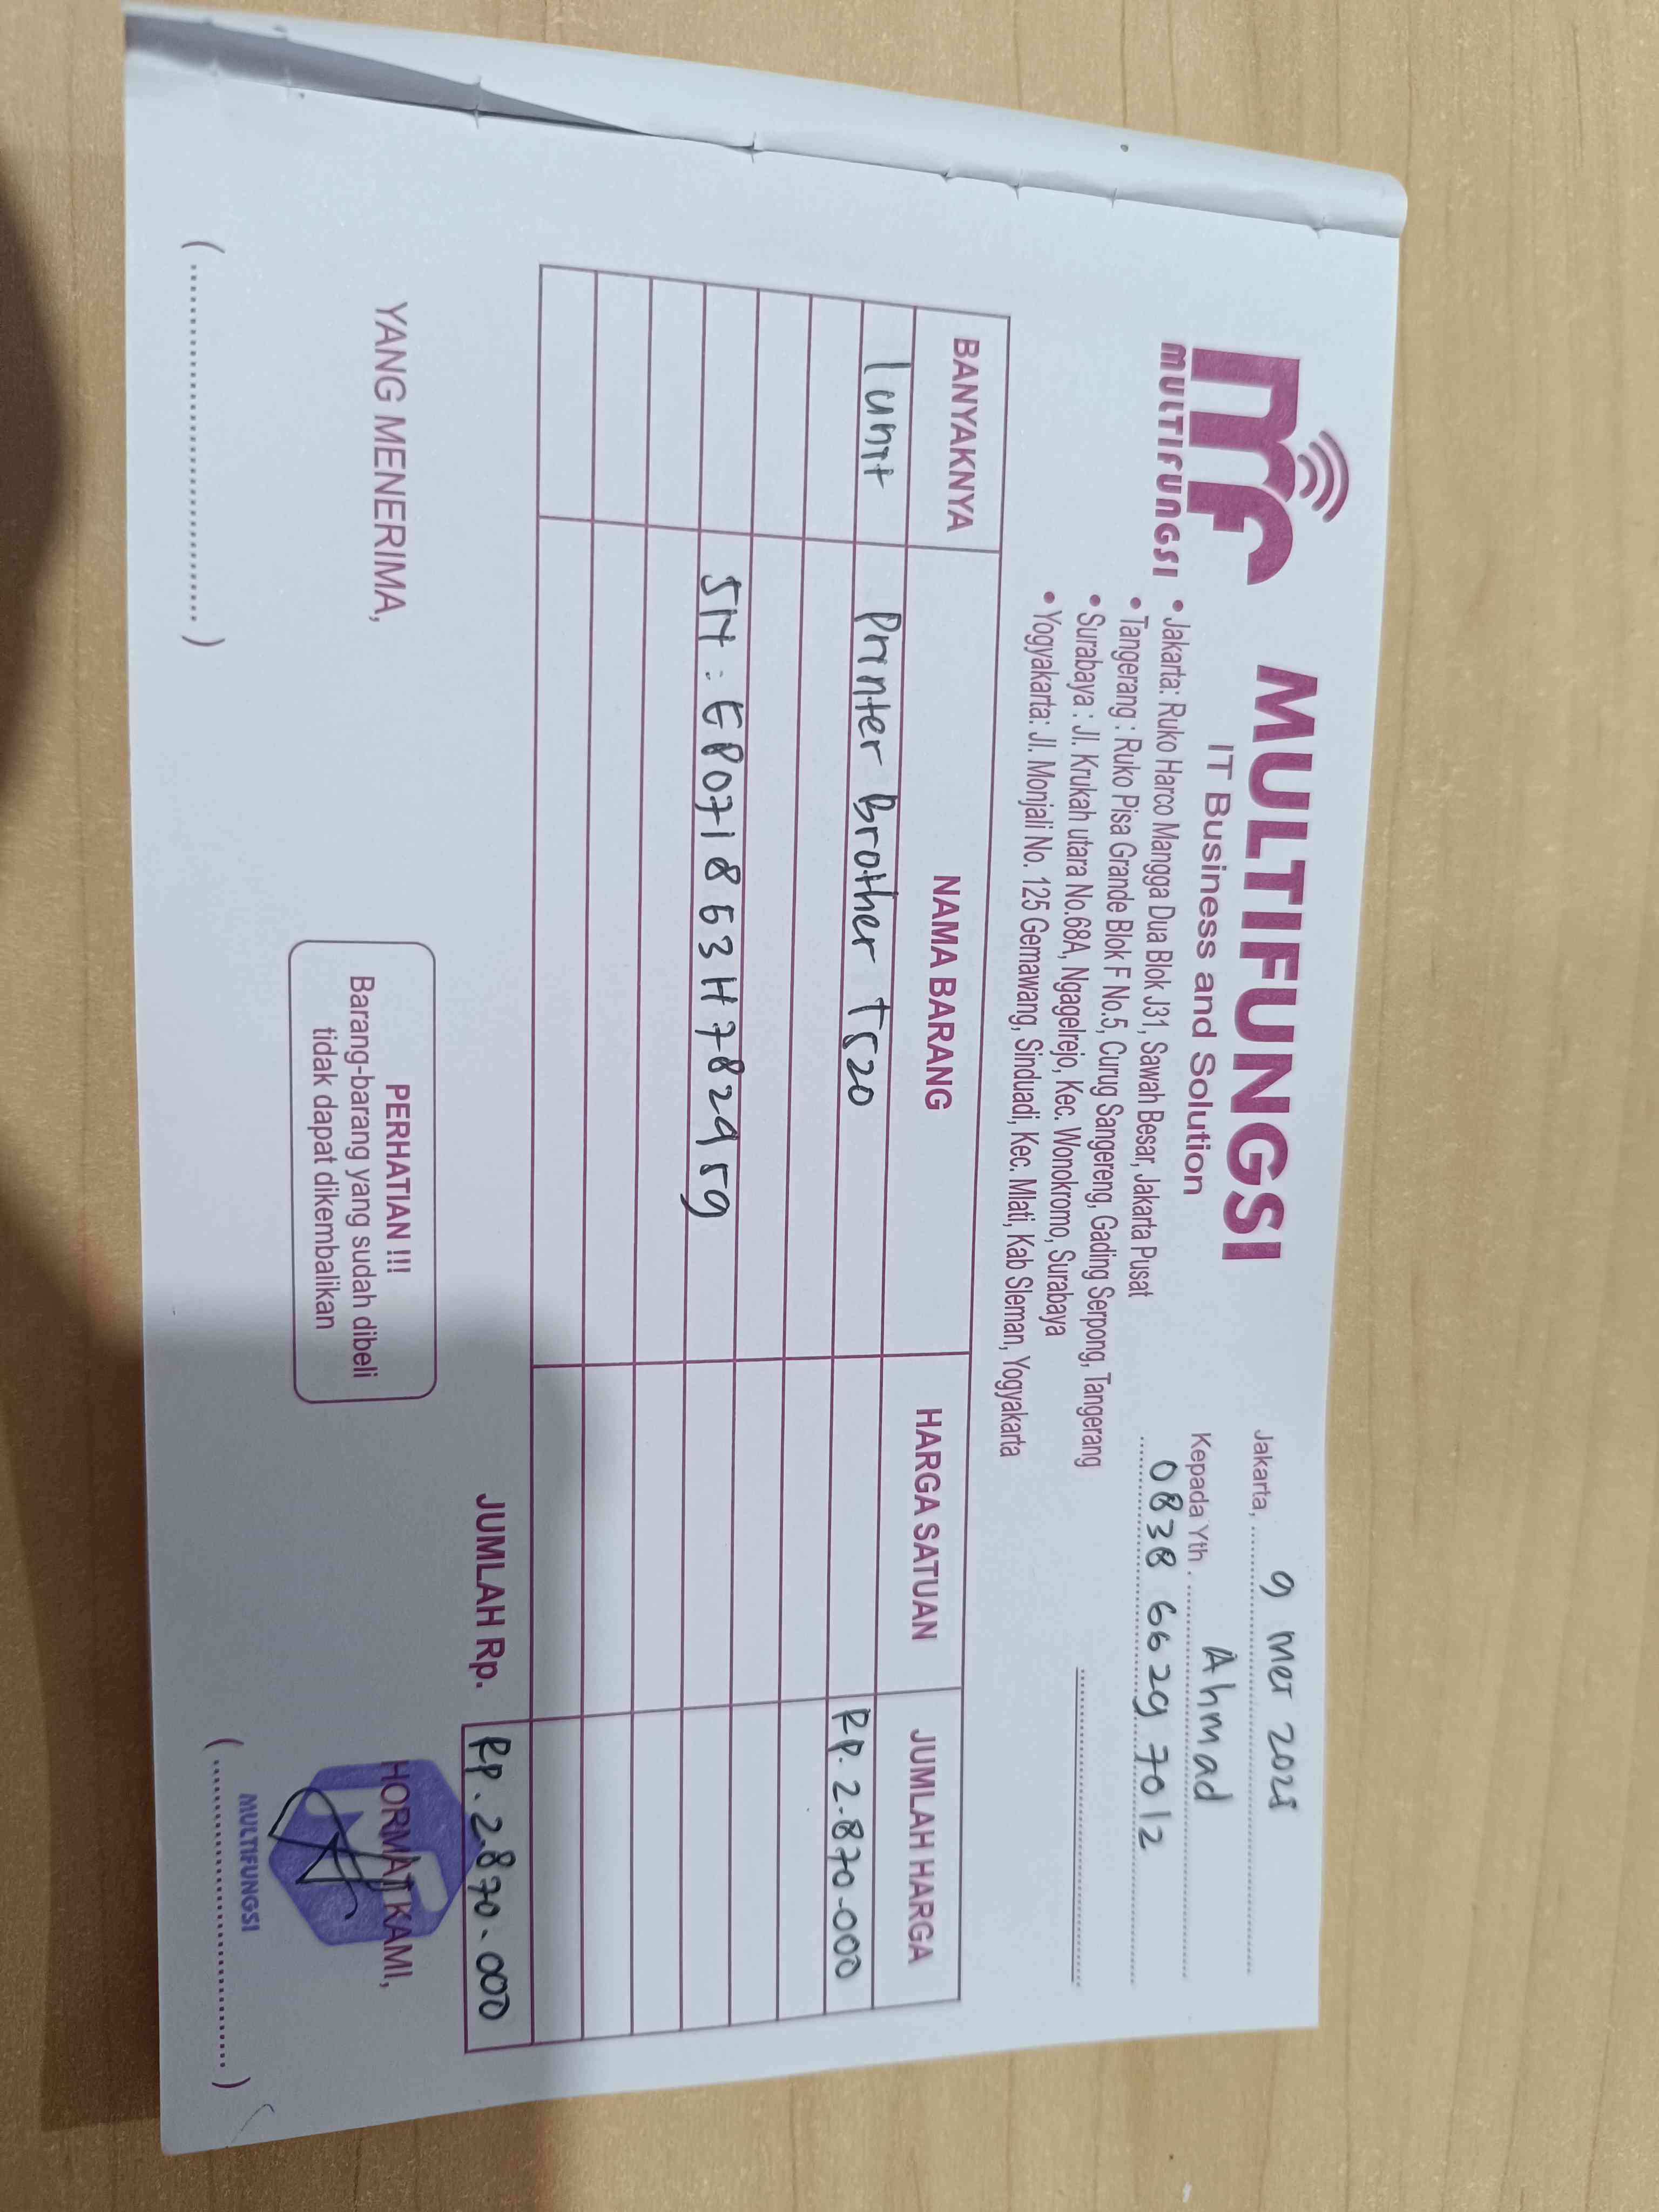 MULTIFUNGSI
MULTIFUNGSI
IT Business and Solution
• Jakarta: Ruko Harco Mangga Dua Blok J31, Sawah Besar, Jakarta Pusat
• Tangerang : Ruko Pisa Grande Blok F No.5, Curug Sangereng, Gading Serpong, Tangerang
• Surabaya : Jl. Krukah utara No.68A, Ngagelrejo, Kec. Wonokromo, Surabaya
• Yogyakarta: Jl. Monjali No. 125 Gemawang, Sinduadi, Kec. Mlati, Kab Sleman, Yogyakarta
Jakarta, 9 Mei 2025
Kepada Yth. Ahmad
0838 6629 7012
BANYAKNYA NAMA BARANG HARGA SATUAN JUMLAH HARGA
1 unit Printer Brother T520 Rp. 2.870.000
SN : E80718G3H782959
JUMLAH Rp. Rp. 2.870.000
YANG MENERIMA,
PERHATIAN !!!
Barang-barang yang sudah dibeli
tidak dapat dikembalikan
HORMAT KAMI,
MULTIFUNGSI
(....................................)
(....................................)